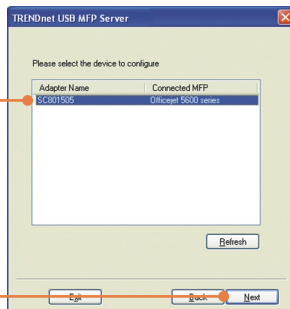 TRENDnet USB MFP Server
Please select the device to configure
Adapter Name Connected MFP
SC801505 Officejet 5600 series
Refresh
Exit Back Next